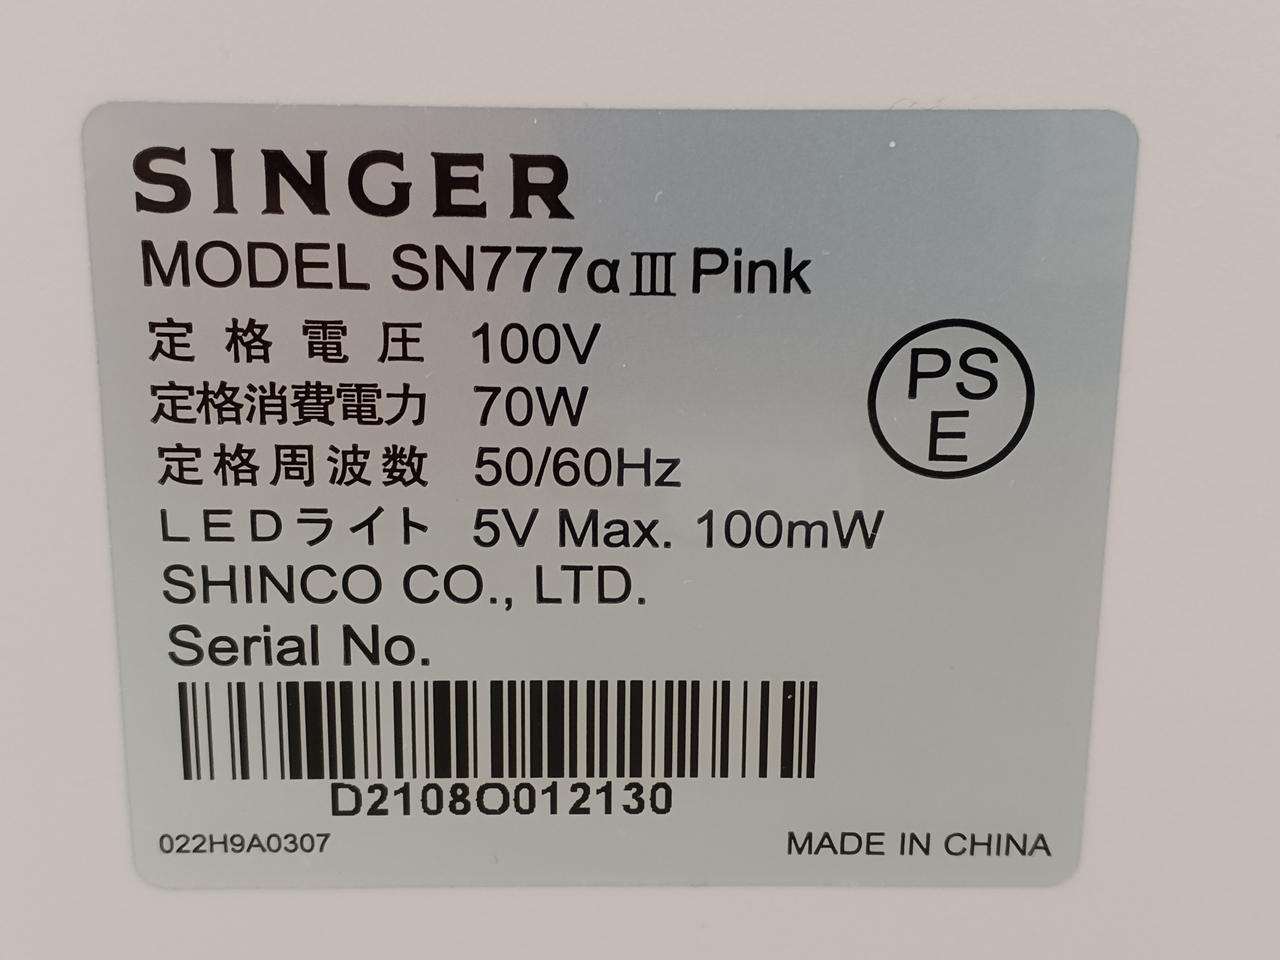 SINGER
MODEL SN777αⅢ Pink
定格電圧 100V
定格消費電力 70W
定格周波数 50/60Hz
LEDライト 5V Max. 100mW
PS
E
SHINCO CO., LTD.
Serial No.
D2108O012130
022H9A0307
MADE IN CHINA